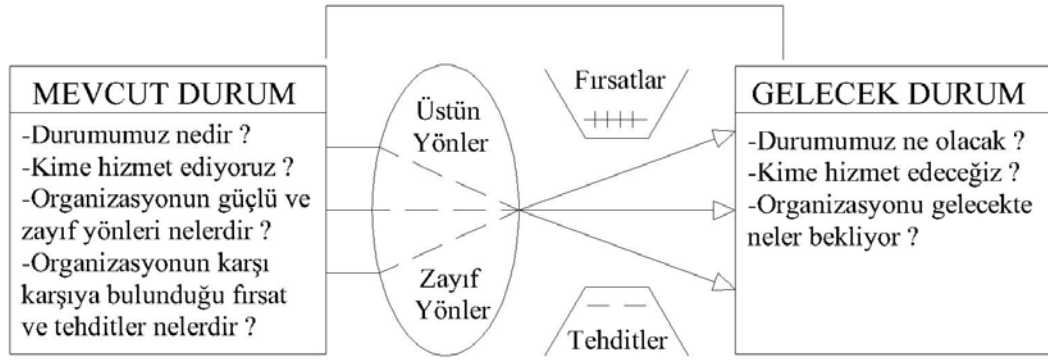 MEVCUT DURUM
-Durumumuz nedir ?
-Kime hizmet ediyoruz ?
-Organizasyonun güçlü ve
zayıf yönleri nelerdir ?
-Organizasyonun karşı
karşıya bulunduğu fırsat
ve tehditler nelerdir ?
Üstün
Yönler
Zayıf
Yönler
Fırsatlar
Tehditler
GELECEK DURUM
-Durumumuz ne olacak ?
-Kime hizmet edeceğiz ?
-Organizasyonu gelecekte
neler bekliyor ?